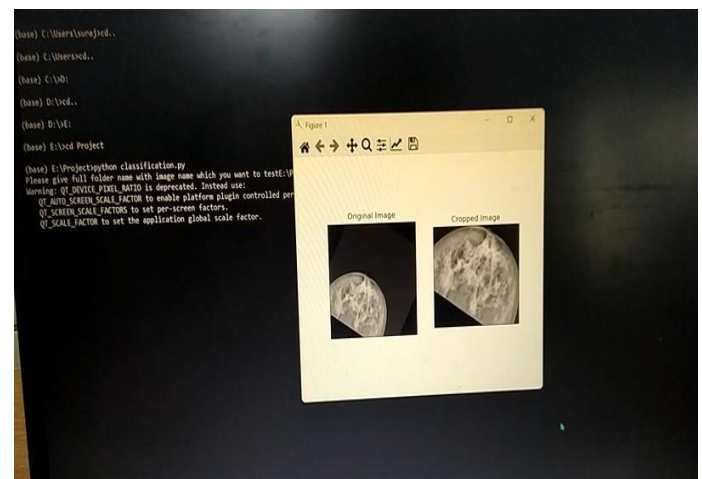 (base) C:\Users\suraj>cd..
(base) C:\Users>cd..
(base) C:\>D:
(base) D:\>cd..
(base) D:\>E:
(base) E:\>cd Project
(base) E:\Project>python classification.py
Please give full folder name with image name which you want to testE:\P
Warning: QT_DEVICE_PIXEL_RATIO is deprecated. Instead use:
QT_AUTO_SCREEN_SCALE_FACTOR to enable platform plugin controlled per
QT_SCREEN_SCALE_FACTORS to set per-screen factors.
QT_SCALE_FACTOR to set the application global scale factor.
Figure 1
Original Image
Cropped Image